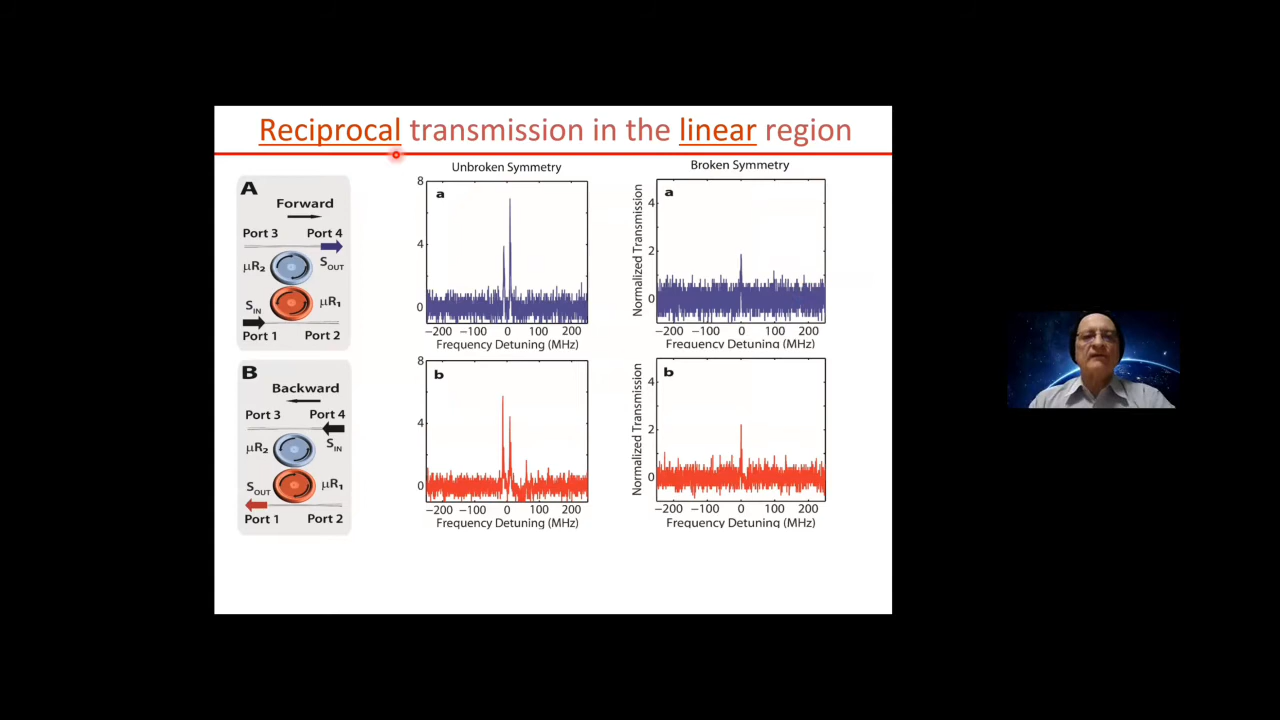 Reciprocal transmission in the linear region
A
Forward
Port 3 Port 4
μR₂ S_OUT
S_IN μR₁
Port 1 Port 2
B
Backward
Port 3 Port 4
μR₂ S_IN
S_OUT μR₁
Port 1 Port 2
Unbroken Symmetry
a
8
4
0
−200 −100 0 100 200
Frequency Detuning (MHz)
b
8
4
0
−200 −100 0 100 200
Frequency Detuning (MHz)
Broken Symmetry
a
Normalized Transmission
4
2
0
−200 −100 0 100 200
Frequency Detuning (MHz)
b
Normalized Transmission
4
2
0
−200 −100 0 100 200
Frequency Detuning (MHz)